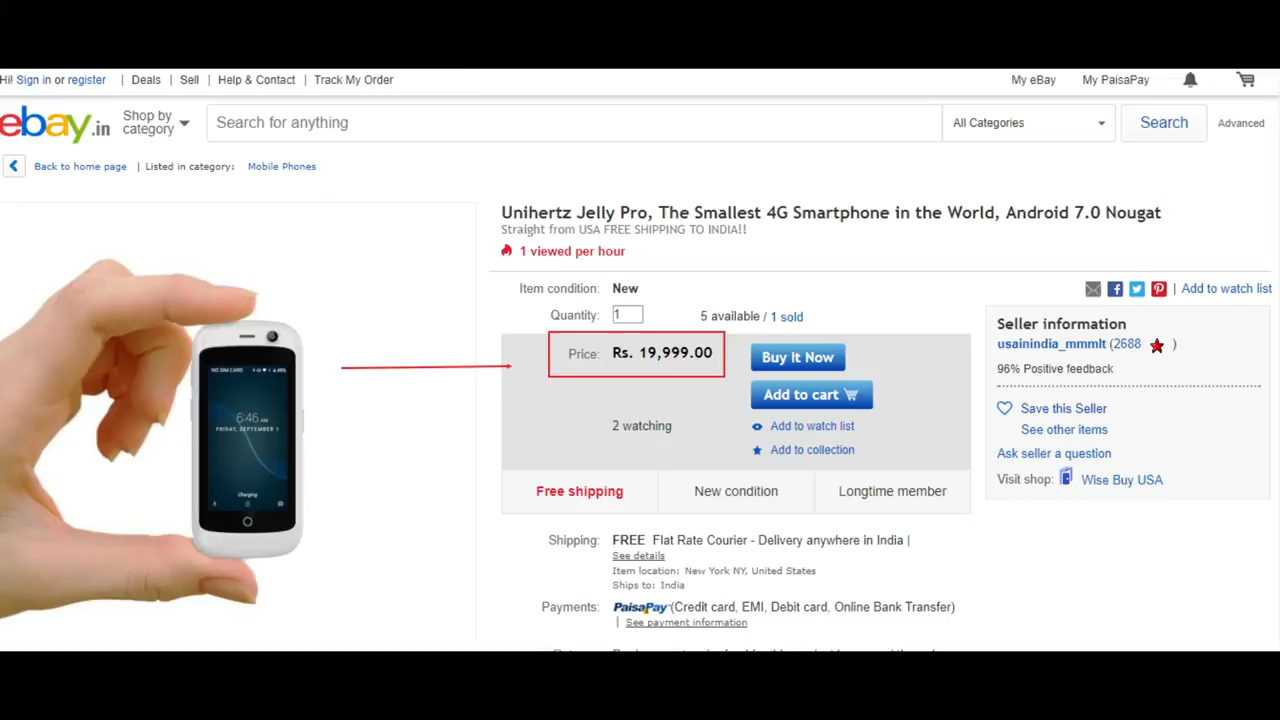 Hi! Sign in or register | Deals | Sell | Help & Contact | Track My Order My eBay My PaisaPay
ebay.in Shop by category Search for anything All Categories Search Advanced
Back to home page | Listed in category: Mobile Phones
Unihertz Jelly Pro, The Smallest 4G Smartphone in the World, Android 7.0 Nougat
Straight from USA FREE SHIPPING TO INDIA!!
1 viewed per hour
Item condition: New
| Add to watch list
Quantity: 1 5 available / 1 sold
Price: Rs. 19,999.00
Buy It Now
Add to cart
2 watching
Add to watch list
Add to collection
Free shipping New condition Longtime member
Seller information
usainindia_mmmlt (2688 )
96% Positive feedback
Save this Seller
See other items
Ask seller a question
Visit shop: Wise Buy USA
Shipping: FREE Flat Rate Courier - Delivery anywhere in India |
See details
Item location: New York NY, United States
Ships to: India
Payments: PaisaPay (Credit card, EMI, Debit card, Online Bank Transfer)
| See payment information
NO SIM CARD
6:46 AM
FRIDAY, SEPTEMBER 1
Charging